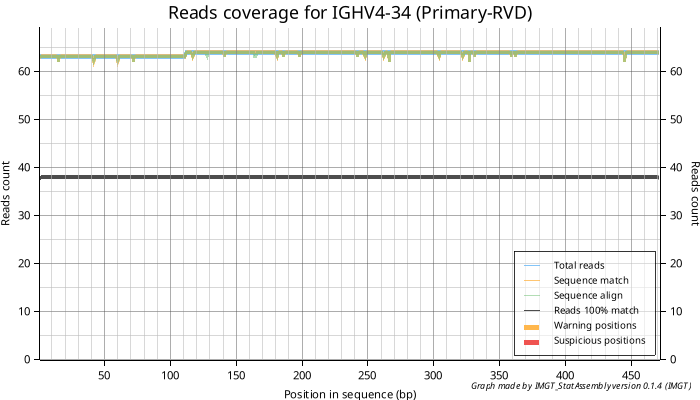 Reads coverage for IGHV4-34 (Primary-RVD)
60 60
50 50
40 40
30 30
20 20
10 10
0 0
Reads count
Reads count
Total reads
Sequence match
Sequence align
Reads 100% match
Warning positions
Suspicious positions
50 100 150 200 250 300 350 400 450
Position in sequence (bp)
Graph made by IMGT_StatAssembly version 0.1.4 (IMGT)